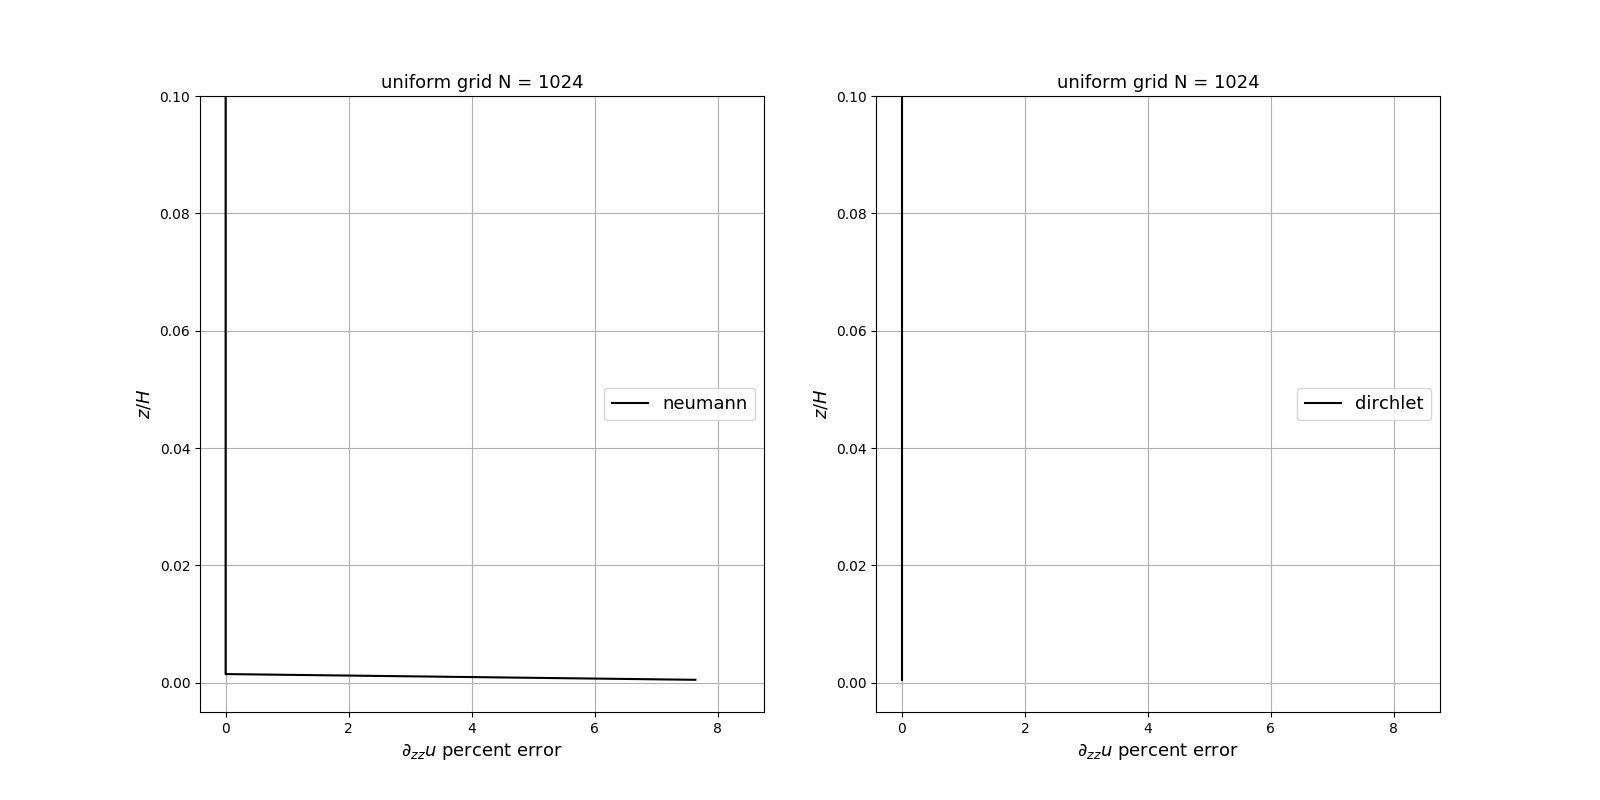 uniform grid N = 1024
0.10
0.08
0.06
0.04
0.02
0.00
z/H
neumann
0 2 4 6 8
∂zzu percent error
uniform grid N = 1024
0.10
0.08
0.06
0.04
0.02
0.00
z/H
dirchlet
0 2 4 6 8
∂zzu percent error